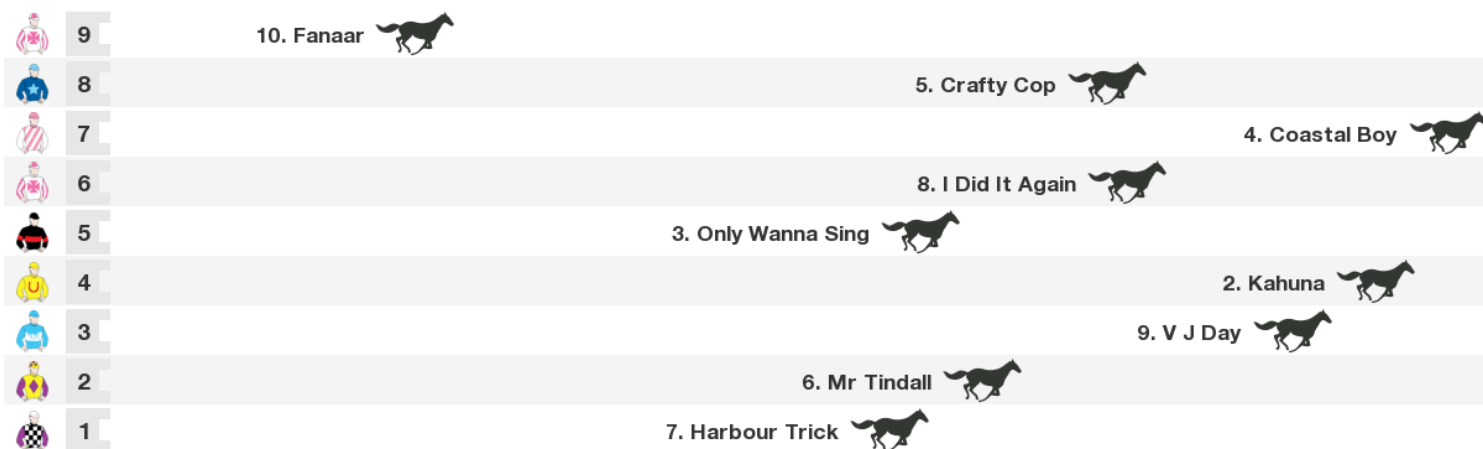 9 10. Fanaar
8 5. Crafty Cop
7 4. Coastal Boy
6 8. I Did It Again
5 3. Only Wanna Sing
4 2. Kahuna
3 9. V J Day
2 6. Mr Tindall
1 7. Harbour Trick